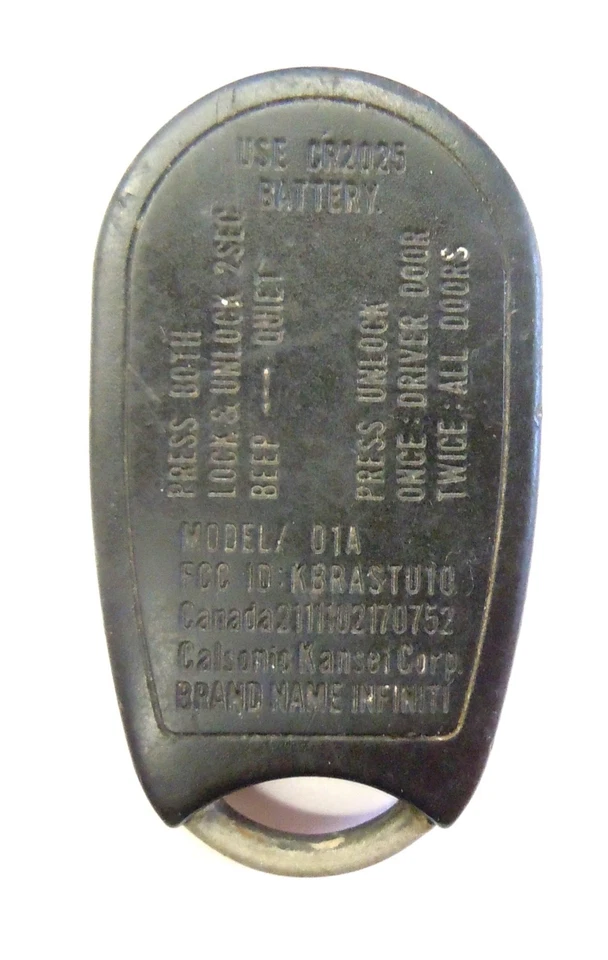 USE CR2025
BATTERY
PRESS BOTH
LOCK & UNLOCK 2SEC
BEEP ←→ QUIET
PRESS UNLOCK
ONCE : DRIVER DOOR
TWICE : ALL DOORS
MODEL/ 01A
FCC ID:KBRASTU10
Canada2111102170752
Calsonic Kansei Corp.
BRAND NAME INFINITI